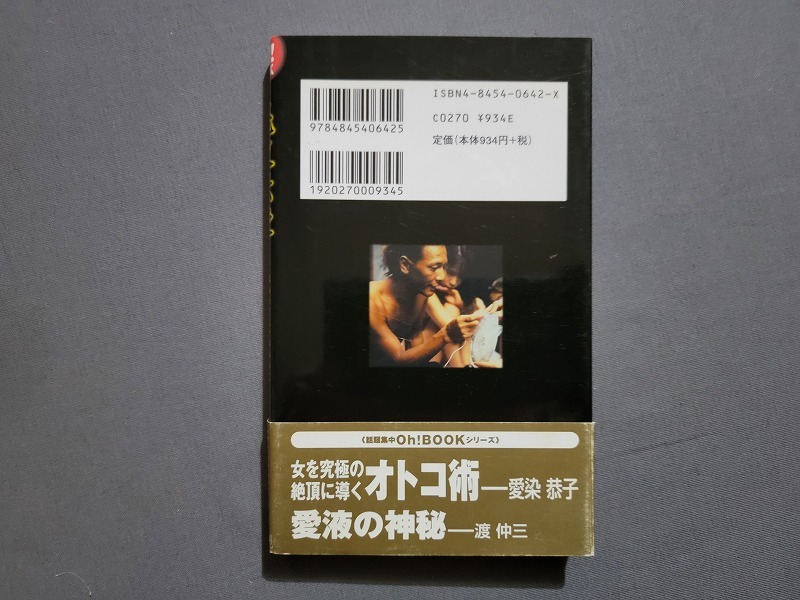 ISBN4-8454-0642-X
C0270 ¥934E
定価(本体934円+税)
9784845406425
1920270009345
《話題集中Oh!BOOKシリーズ》
女を究極の
絶頂に導くオトコ術──愛染 恭子
愛液の神秘──渡 仲三